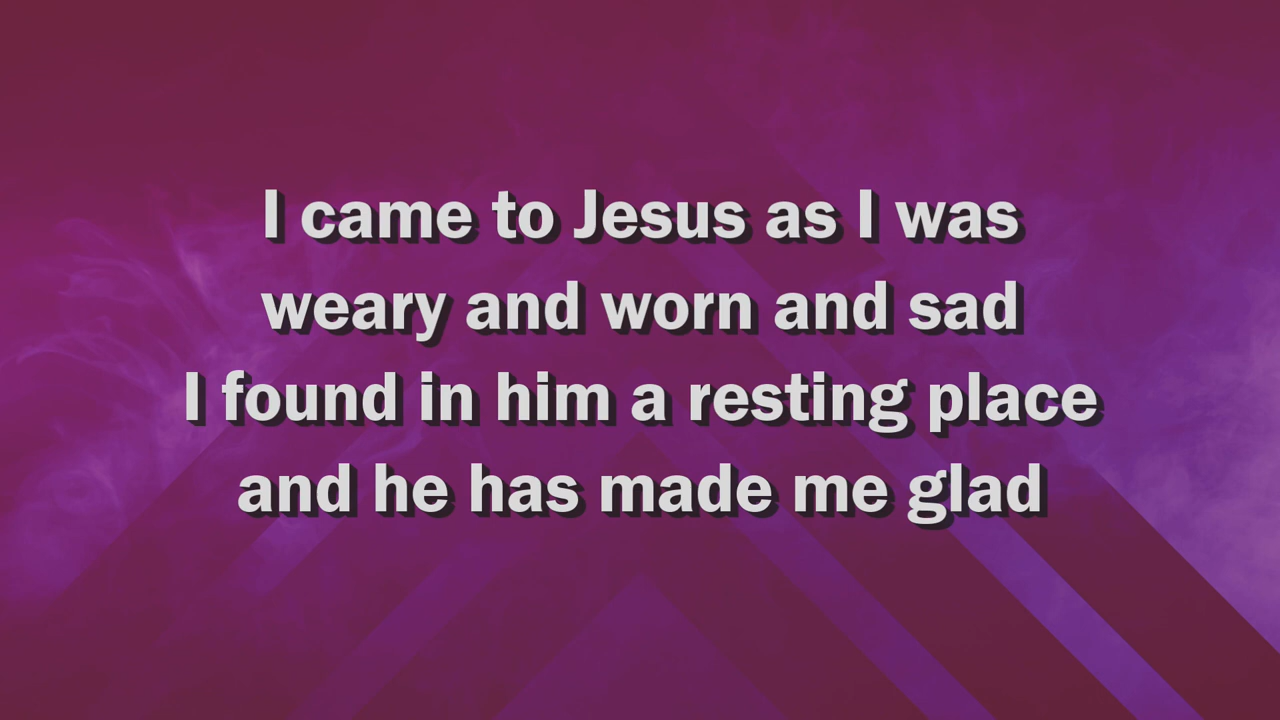 I came to Jesus as I was
weary and worn and sad
I found in him a resting place
and he has made me glad